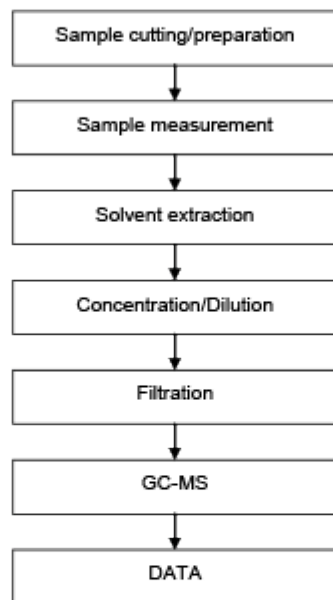 Sample cutting/preparation
Sample measurement
Solvent extraction
Concentration/Dilution
Filtration
GC-MS
DATA